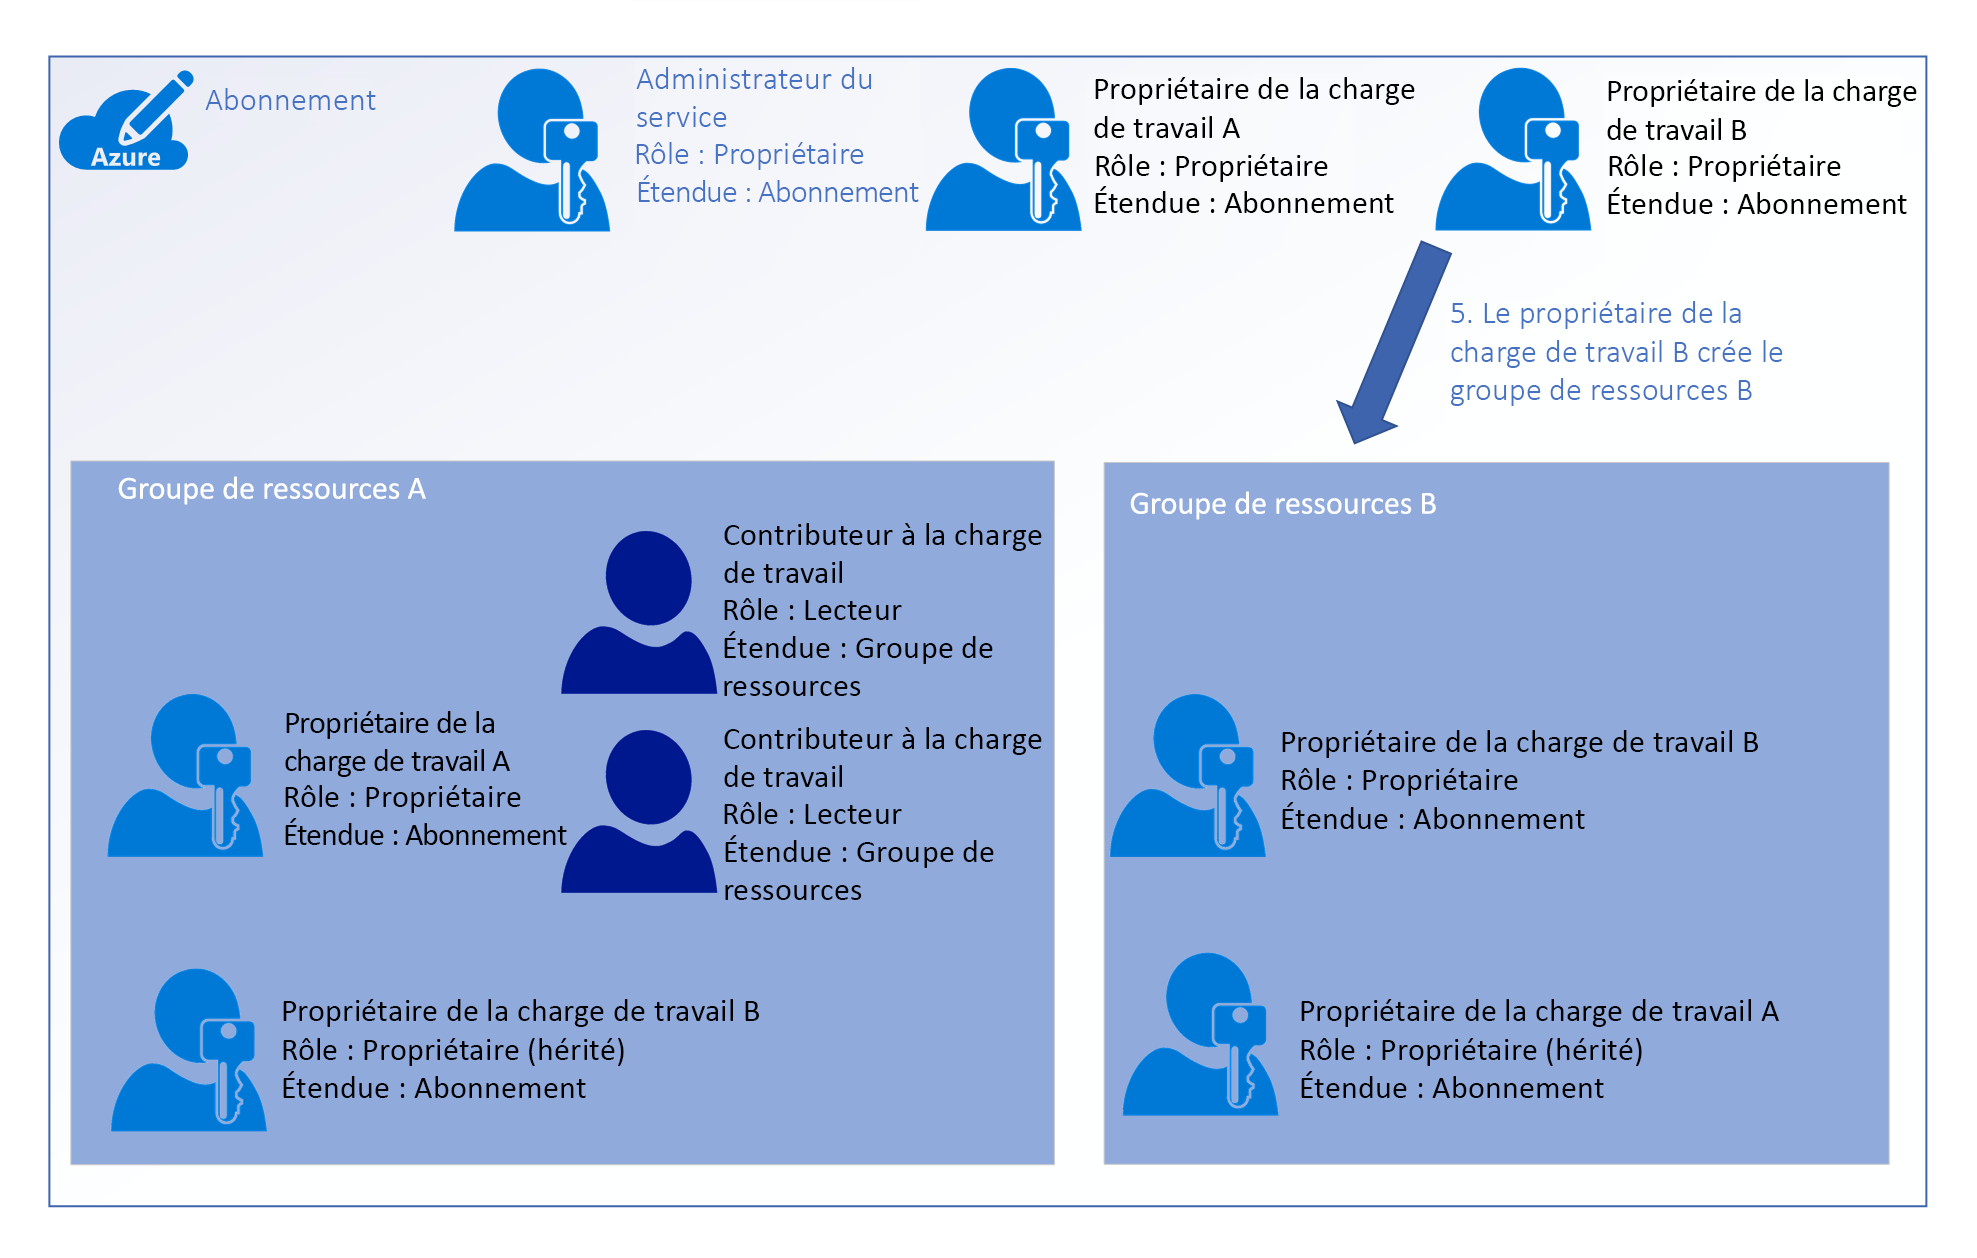 Azure
Abonnement
Administrateur du
service
Rôle : Propriétaire
Étendue : Abonnement
Propriétaire de la charge
de travail A
Rôle : Propriétaire
Étendue : Abonnement
Propriétaire de la charge
de travail B
Rôle : Propriétaire
Étendue : Abonnement
5. Le propriétaire de la
charge de travail B crée le
groupe de ressources B
Groupe de ressources A
Contributeur à la charge
de travail
Rôle : Lecteur
Étendue : Groupe de
ressources
Propriétaire de la
charge de travail A
Rôle : Propriétaire
Étendue : Abonnement
Contributeur à la charge
de travail
Rôle : Lecteur
Étendue : Groupe de
ressources
Propriétaire de la charge de travail B
Rôle : Propriétaire (hérité)
Étendue : Abonnement
Groupe de ressources B
Propriétaire de la charge de travail B
Rôle : Propriétaire
Étendue : Abonnement
Propriétaire de la charge de travail A
Rôle : Propriétaire (hérité)
Étendue : Abonnement